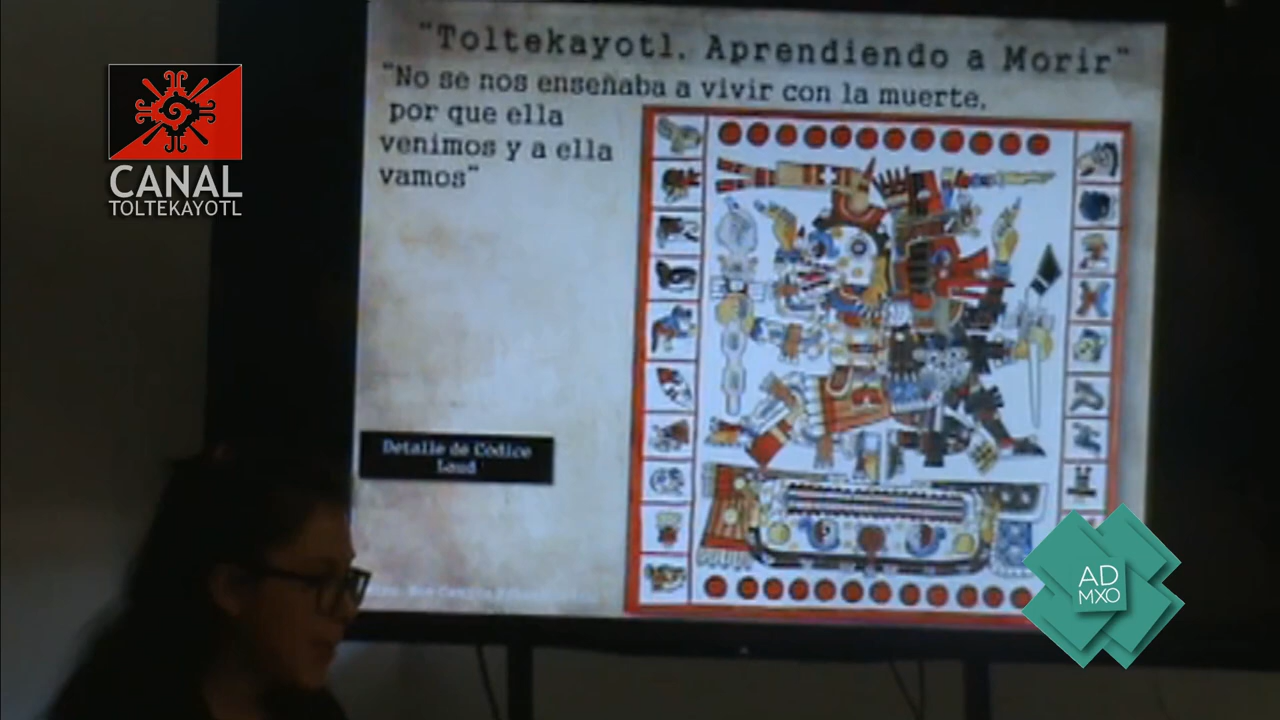 "Toltekayotl. Aprendiendo a Morir"
"No se nos enseñaba a vivir con la muerte,
por que ella
venimos y a ella
vamos"
CANAL
TOLTEKAYOTL
Detalle de Códice
Laud
AD
MXO